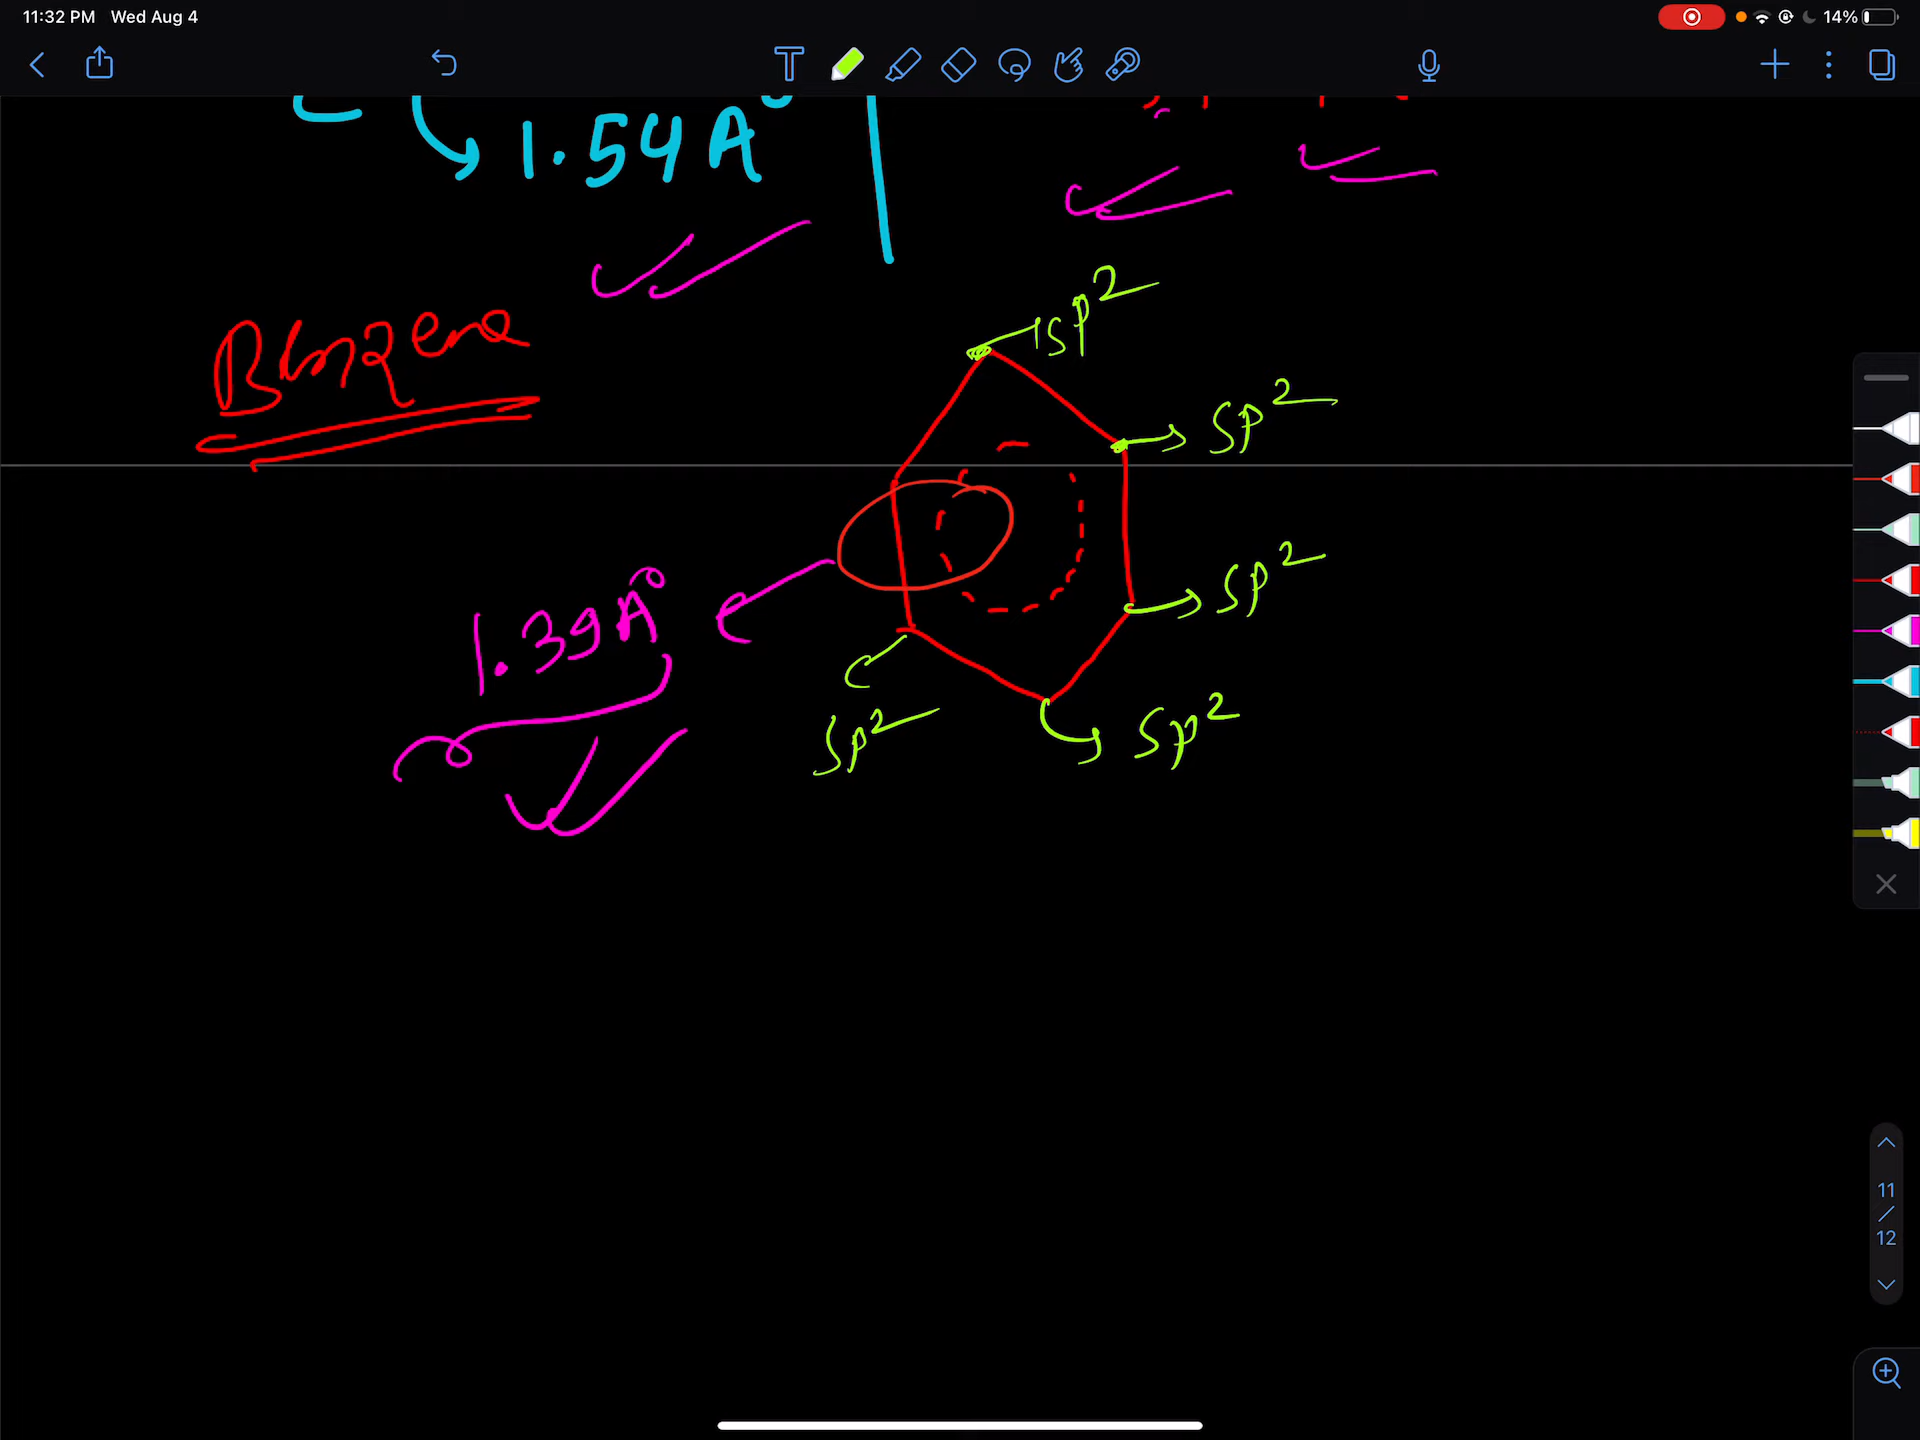 11:32 PM Wed Aug 4
14%
T
1.54A°
Benzene
sp²
sp²
sp²
1.39A°
sp²
sp²
11
/
12